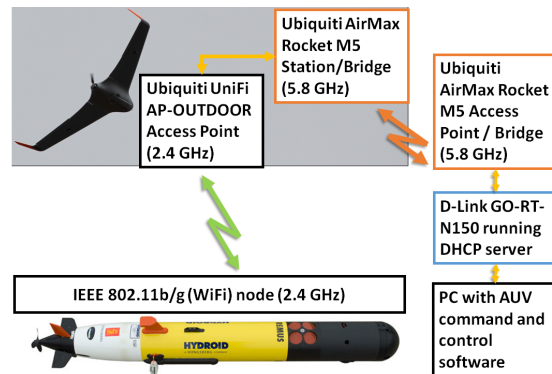 Ubiquiti AirMax
Rocket M5
Station/Bridge
(5.8 GHz)
Ubiquiti UniFi
AP-OUTDOOR
Access Point
(2.4 GHz)
Ubiquiti
AirMax Rocket
M5 Access
Point / Bridge
(5.8 GHz)
D-Link GO-RT-
N150 running
DHCP server
IEEE 802.11b/g (WiFi) node (2.4 GHz)
PC with AUV
command and
control
software
HYDROID
REMUS